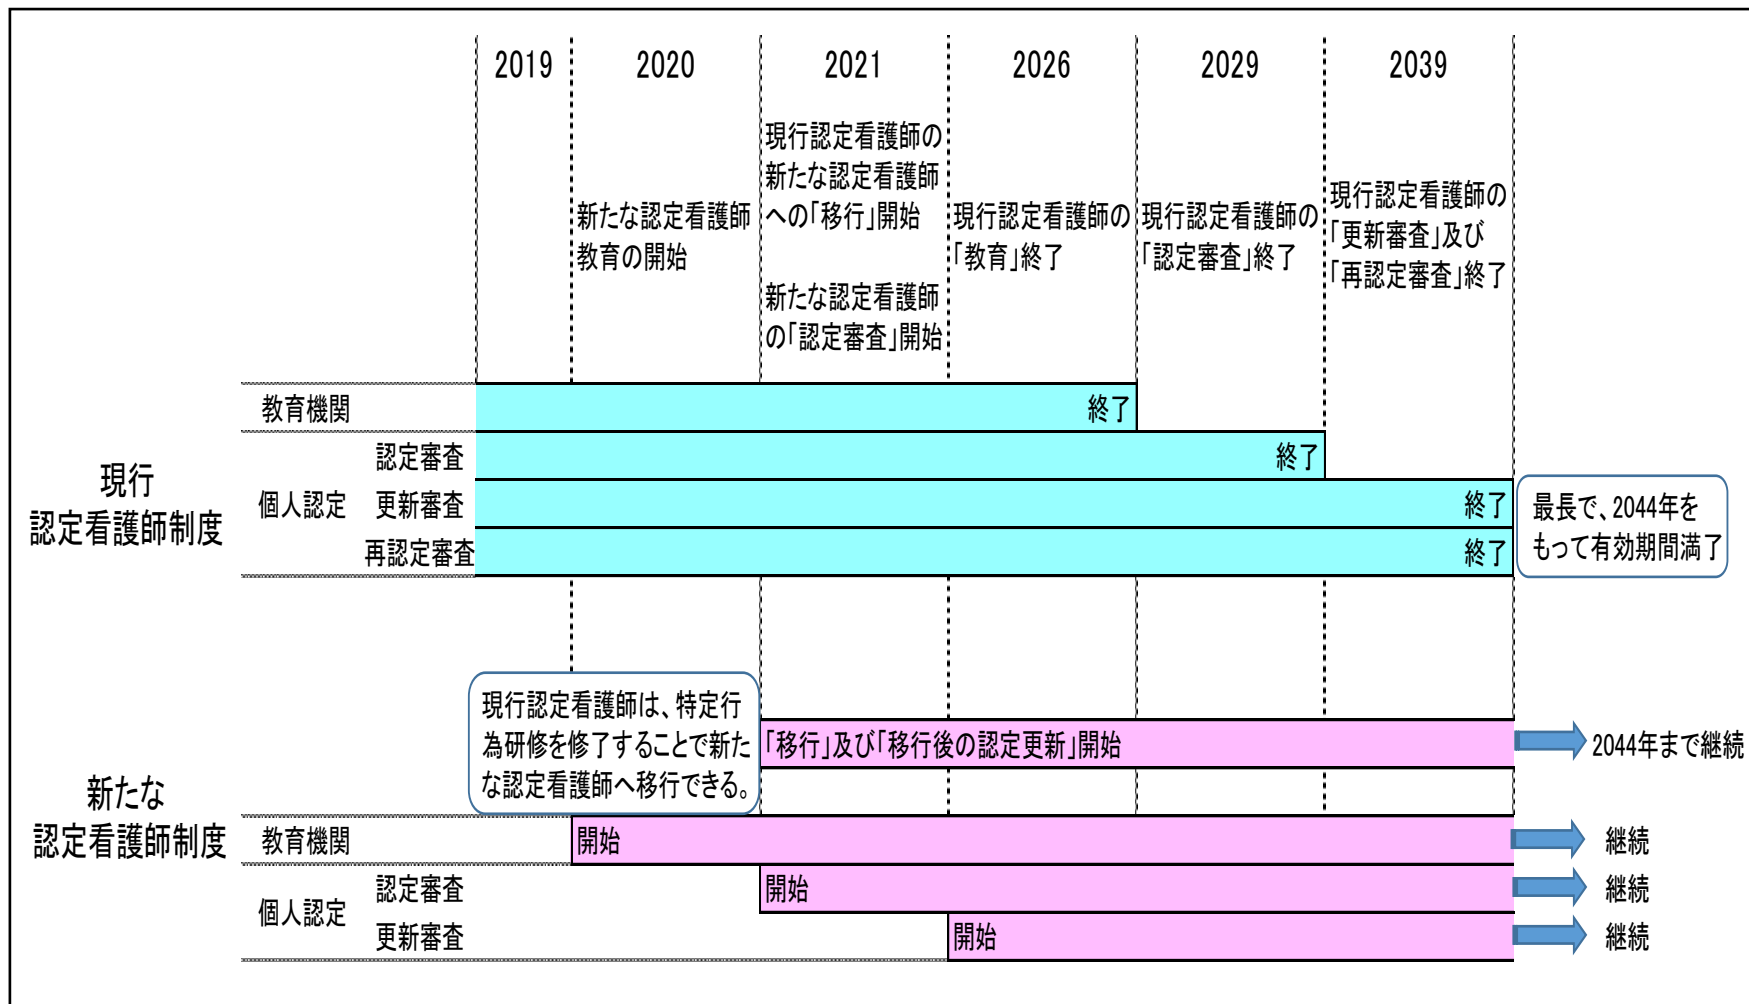 2019 2020 2021 2026 2029 2039
新たな認定看護師
教育の開始
現行認定看護師の
新たな認定看護師
への「移行」開始
新たな認定看護師
の「認定審査」開始
現行認定看護師の
「教育」終了
現行認定看護師の
「認定審査」終了
現行認定看護師の
「更新審査」及び
「再認定審査」終了
現行
認定看護師制度
教育機関 終了
個人認定
認定審査 終了
更新審査 終了
再認定審査 終了
最長で、2044年を
もって有効期間満了
現行認定看護師は、特定行
為研修を修了することで新た
な認定看護師へ移行できる。
「移行」及び「移行後の認定更新」開始 2044年まで継続
新たな
認定看護師制度
教育機関 開始 継続
個人認定
認定審査 開始 継続
更新審査 開始 継続